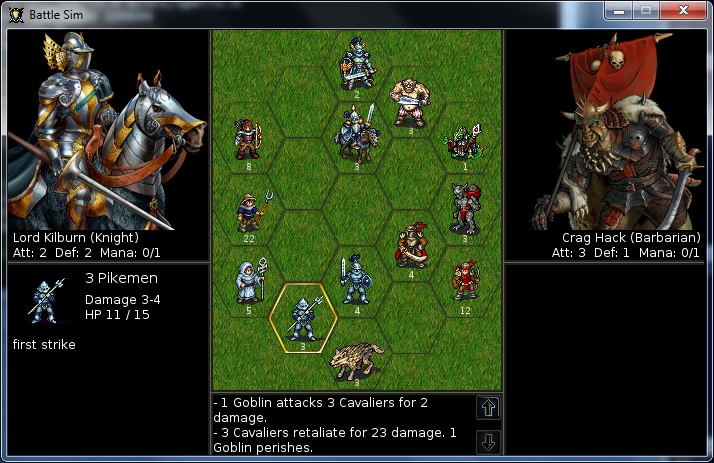 Battle Sim
2
3
8
3
1
22
3
4
5
4
12
3
3
Lord Kilburn (Knight)
Att: 2 Def: 2 Mana: 0/1
Crag Hack (Barbarian)
Att: 3 Def: 1 Mana: 0/1
3 Pikemen
Damage 3-4
HP 11 / 15
first strike
- 1 Goblin attacks 3 Cavaliers for 2
damage.
- 3 Cavaliers retaliate for 23 damage. 1
Goblin perishes.